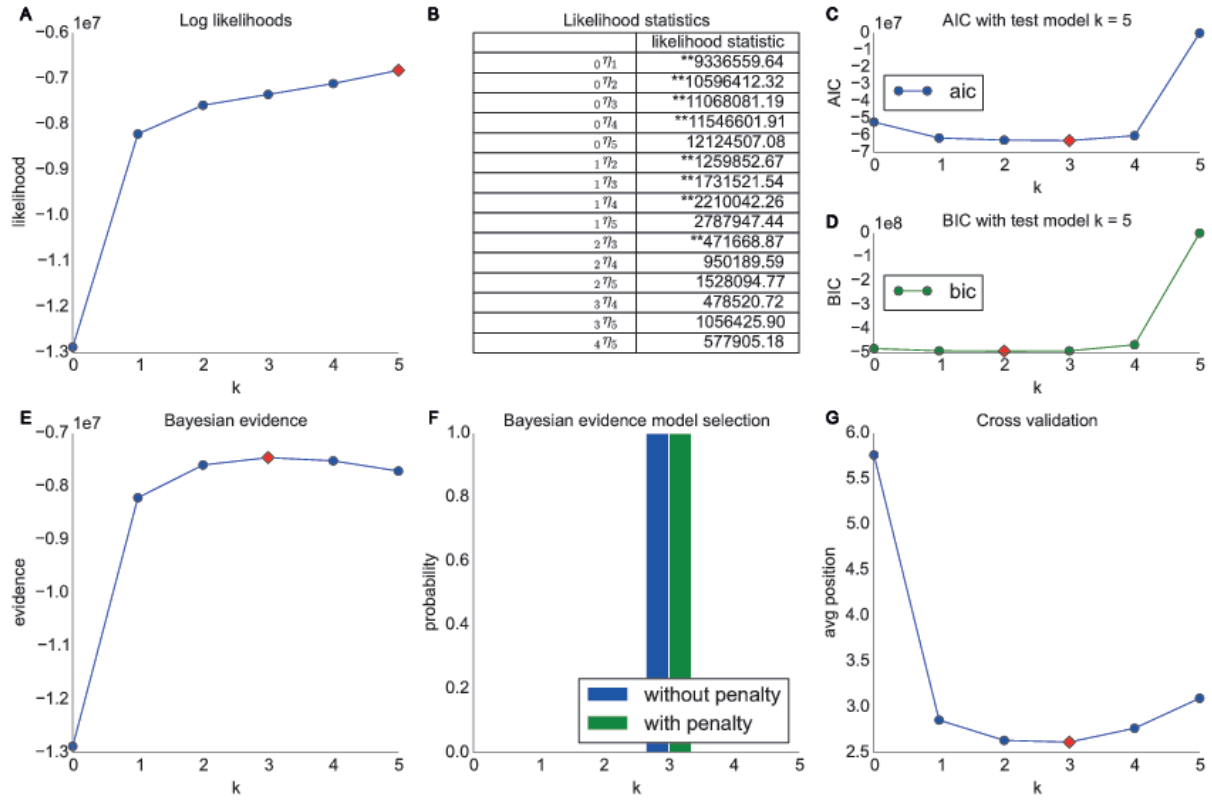 A
Log likelihoods
1e7
−0.6
−0.7
−0.8
−0.9
−1.0
−1.1
−1.2
−1.3
likelihood
0 1 2 3 4 5
k
B
Likelihood statistics
likelihood statistic
₀η₁ **9336559.64
₀η₂ **10596412.32
₀η₃ **11068081.19
₀η₄ **11546601.91
₀η₅ 12124507.08
₁η₂ **1259852.67
₁η₃ **1731521.54
₁η₄ **2210042.26
₁η₅ 2787947.44
₂η₃ **471668.87
₂η₄ 950189.59
₂η₅ 1528094.77
₃η₄ 478520.72
₃η₅ 1056425.90
₄η₅ 577905.18
C
1e7
AIC with test model k = 5
0
−1
−2
−3
−4
−5
−6
−7
AIC
aic
0 1 2 3 4 5
k
D
1e8
BIC with test model k = 5
0
−1
−2
−3
−4
−5
BIC
bic
0 1 2 3 4 5
k
E
Bayesian evidence
1e7
−0.7
−0.8
−0.9
−1.0
−1.1
−1.2
−1.3
evidence
0 1 2 3 4 5
k
F
Bayesian evidence model selection
1.0
0.8
0.6
0.4
0.2
0.0
probability
without penalty
with penalty
0 1 2 3 4 5
k
G
Cross validation
6.0
5.5
5.0
4.5
4.0
3.5
3.0
2.5
avg position
0 1 2 3 4 5
k